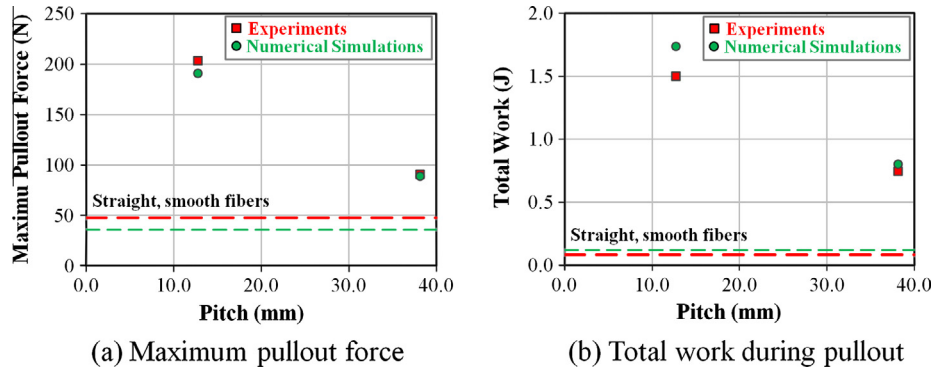 Maximu Pullout Force (N)
250
200
150
100
50
0
Experiments
Numerical Simulations
Straight, smooth fibers
0.0 10.0 20.0 30.0 40.0
Pitch (mm)
(a) Maximum pullout force
Total Work (J)
2.0
1.5
1.0
0.5
0.0
Experiments
Numerical Simulations
Straight, smooth fibers
0.0 10.0 20.0 30.0 40.0
Pitch (mm)
(b) Total work during pullout